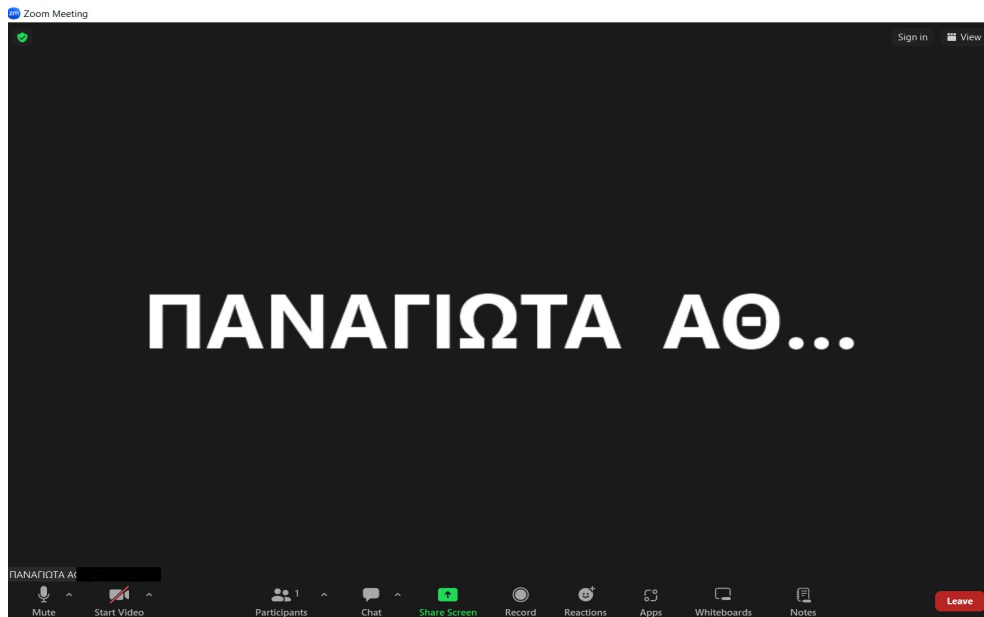 zm Zoom Meeting
Sign in View
ΠΑΝΑΓΙΩΤΑ ΑΘ...
ΠΑΝΑΓΙΩΤΑ ΑΘ
1
Mute Start Video Participants Chat Share Screen Record Reactions Apps Whiteboards Notes Leave